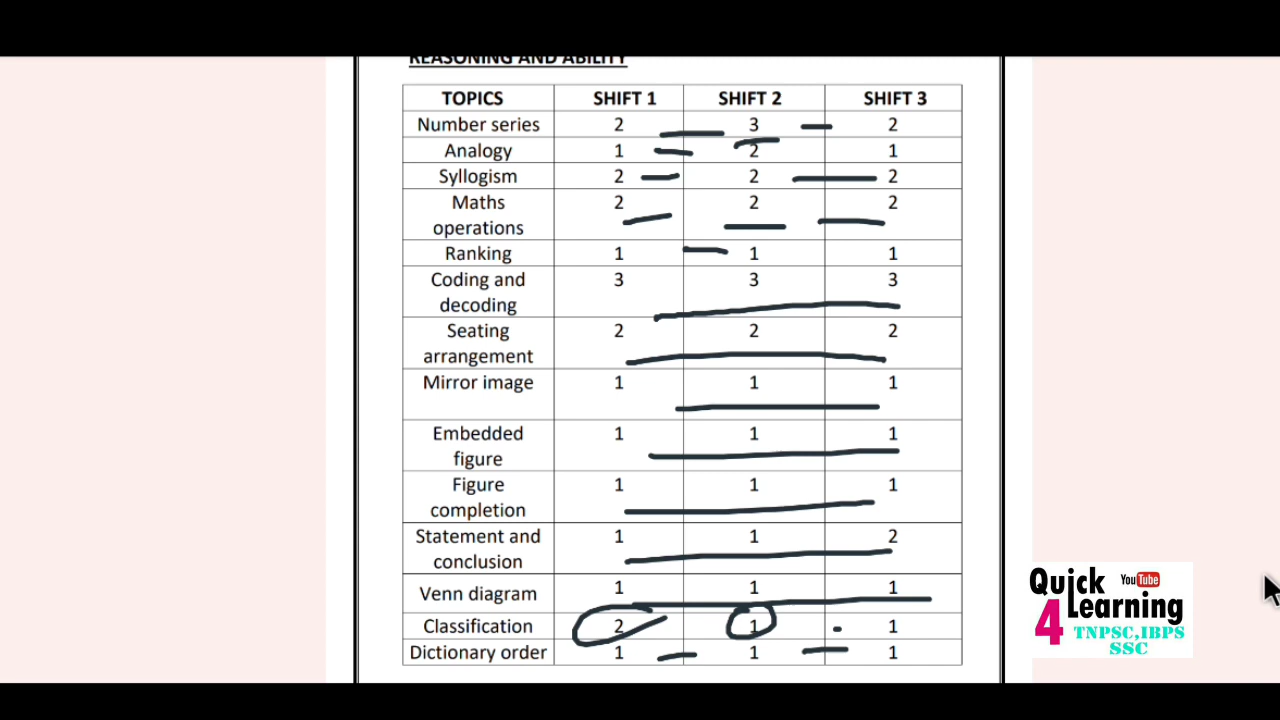 REASONING AND ABILITY
TOPICS SHIFT 1 SHIFT 2 SHIFT 3
Number series 2 3 2
Analogy 1 2 1
Syllogism 2 2 2
Maths 2 2 2
operations
Ranking 1 1 1
Coding and 3 3 3
decoding
Seating 2 2 2
arrangement
Mirror image 1 1 1
Embedded 1 1 1
figure
Figure 1 1 1
completion
Statement and 1 1 2
conclusion
Venn diagram 1 1 1
Classification 2 1 1
Dictionary order 1 1 1
Quick YouTube
4 Learning
TNPSC,IBPS
SSC